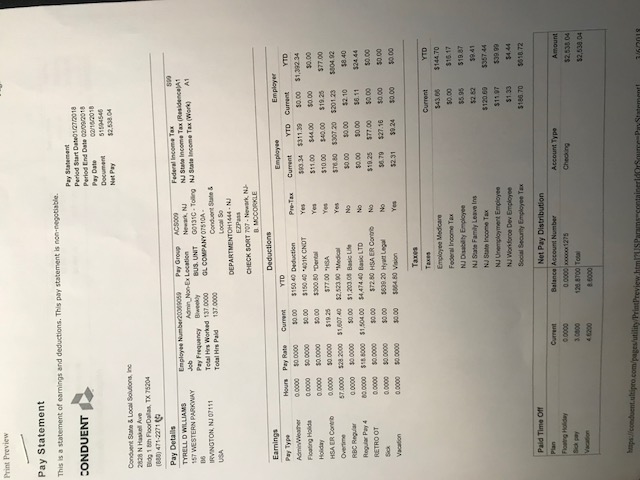 Print Preview
Pay Statement
This is a statement of earnings and deductions. This pay statement is non-negotiable.
CONDUENT
Pay Statement
Period Start Date 01/27/2018
Period End Date 02/09/2018
Pay Date 02/16/2018
Document 51594546
Net Pay $2,538.04
Conduent State & Local Solutions, Inc
2828 N Haskell Ave
Bldg 1 8th FloorDallas, TX 75204
(888) 471-2271
Pay Details
TYRELL D WILLIAMS
157 WESTERN PARKWAY
B6
IRVINGTON, NJ 07111
USA
Employee Number 20369059
Job Admin_Non-Ex
Pay Frequency Biweekly
Total Hrs Worked 137.0000
Total Hrs Paid 137.0000
Pay Group ACS009
Location Newark, NJ
BUS. UNIT G0131C - Tolling
GL COMPANY 07510A -
Conduent State &
Local So
DEPARTMENT OH1444 - NJ
EZPass
CHECK SORT 707 - Newark, NJ-
B. MCCORKLE
Federal Income Tax S99
NJ State Income Tax (Residence) A1
NJ State Income Tax (Work) A1
Earnings
Pay Type Hours Pay Rate Current YTD
Admin/Weather 0.0000 $0.0000 $0.00 $150.40
Floating Holida 0.0000 $0.0000 $0.00 $150.40
Holiday 0.0000 $0.0000 $0.00 $300.80
HSA ER Contrib 0.0000 $0.0000 $19.25 $77.00
Overtime 57.0000 $28.2000 $1,607.40 $2,523.90
RBC Regular 0.0000 $0.0000 $0.00 $1,203.08
Regular Pay 4 80.0000 $18.8000 $1,504.00 $4,474.40
RETRO OT 0.0000 $0.0000 $0.00 $72.60
Sick 0.0000 $0.0000 $0.00 $639.20
Vacation 0.0000 $0.0000 $0.00 $864.80
Deductions
Employee Employer
Deduction Pre-Tax Current YTD Current YTD
*401K CNDT Yes $93.34 $311.39 $0.00 $1,392.34
*Dental Yes $11.00 $44.00 $0.00 $0.00
*HSA Yes $10.00 $40.00 $19.25 $77.00
*Medical Yes $76.80 $307.20 $201.23 $804.92
Basic Life No $0.00 $0.00 $2.10 $8.40
Basic LTD No $0.00 $0.00 $6.11 $24.44
HSA ER Contrib No $19.25 $77.00 $0.00 $0.00
Hyatt Legal No $6.79 $27.16 $0.00 $0.00
Vision Yes $2.31 $9.24 $0.00 $0.00
Taxes
Taxes Current YTD
Employee Medicare $43.66 $144.70
Federal Income Tax $0.00 $15.17
NJ Disability Employee $5.95 $19.87
NJ State Family Leave Ins $2.82 $9.41
NJ State Income Tax $120.69 $357.44
NJ Unemployment Employee $11.97 $39.99
NJ Workforce Dev Employee $1.33 $4.44
Social Security Employee Tax $186.70 $618.72
Paid Time Off
Plan Current Balance
Floating Holiday 0.0000 0.0000
Sick pay 3.0800 126.8700
Vacation 4.6200 8.6000
Net Pay Distribution
Account Number Account Type Amount
xxxxxx1275 Checking $2,538.04
Total $2,538.04